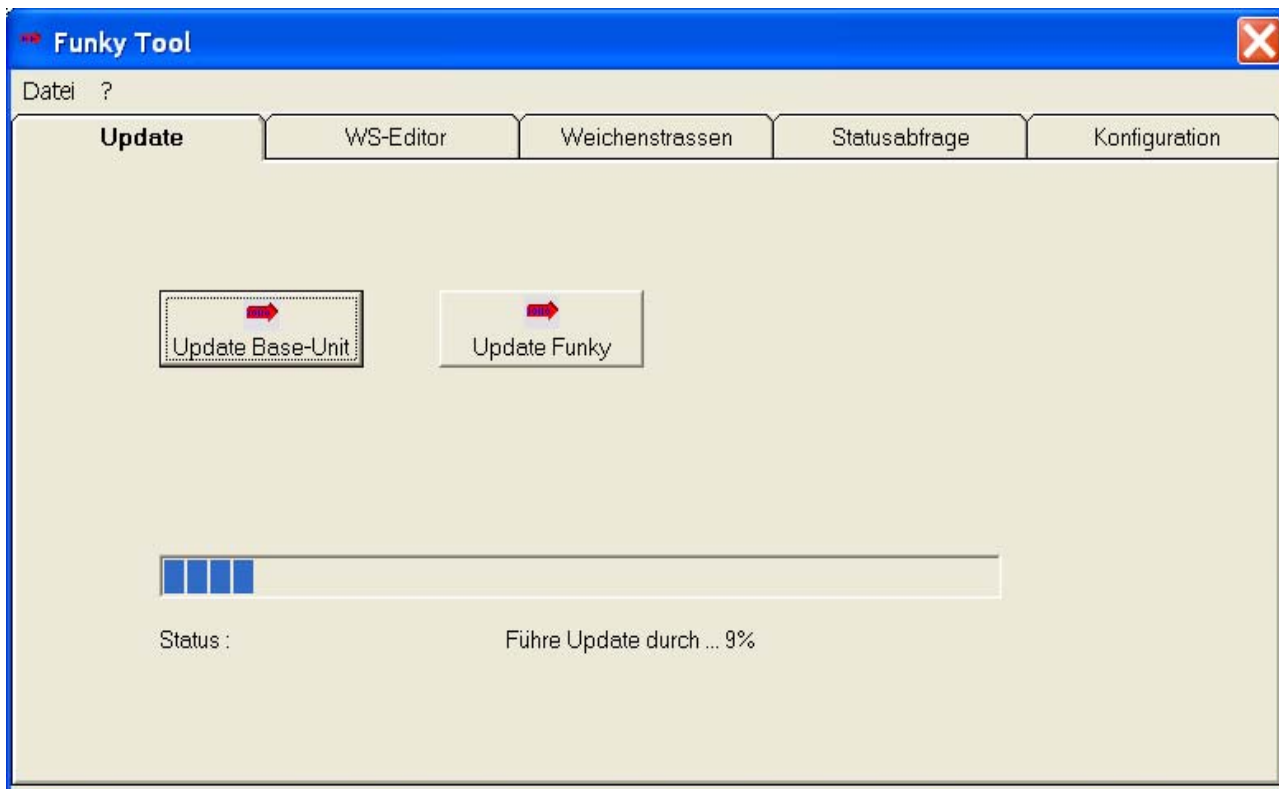 Funky Tool
Datei ?
Update WS-Editor Weichenstrassen Statusabfrage Konfiguration
Update Base-Unit Update Funky
Status : Führe Update durch ... 9%